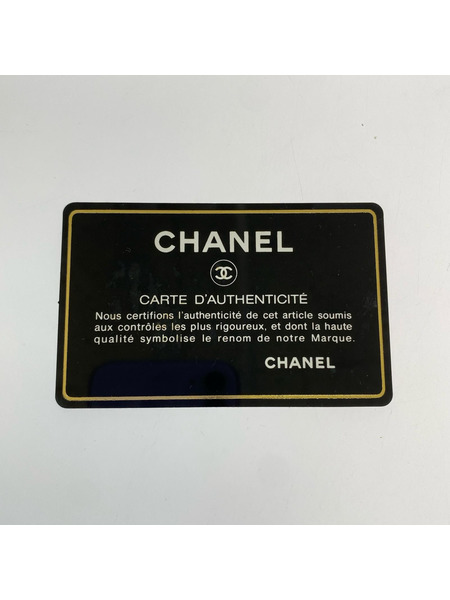 CHANEL
CARTE D'AUTHENTICITÉ
Nous certifions l'authenticité de cet article soumis
aux contrôles les plus rigoureux, et dont la haute
qualité symbolise le renom de notre Marque.
CHANEL